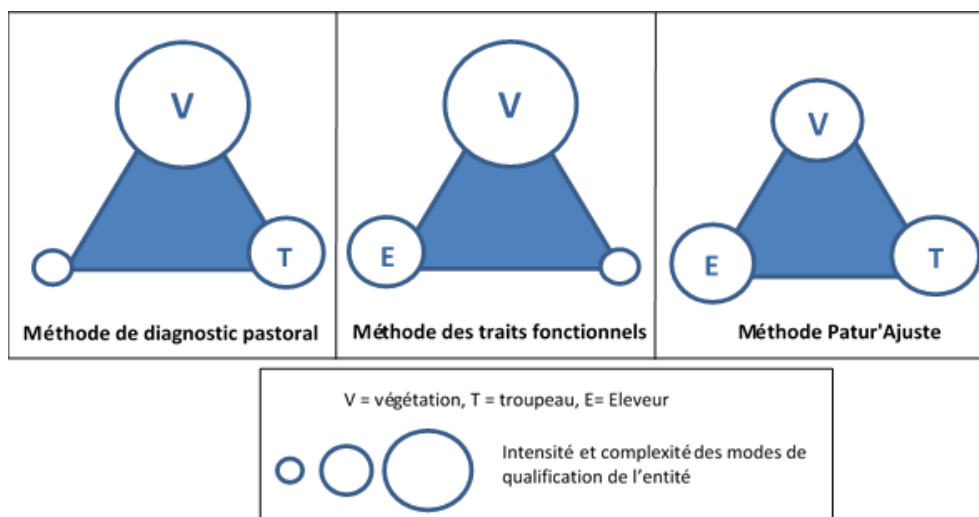 V
T
Méthode de diagnostic pastoral
V
E
Méthode des traits fonctionnels
V
E
T
Méthode Patur'Ajuste
V = végétation, T = troupeau, E= Eleveur
Intensité et complexité des modes de
qualification de l'entité